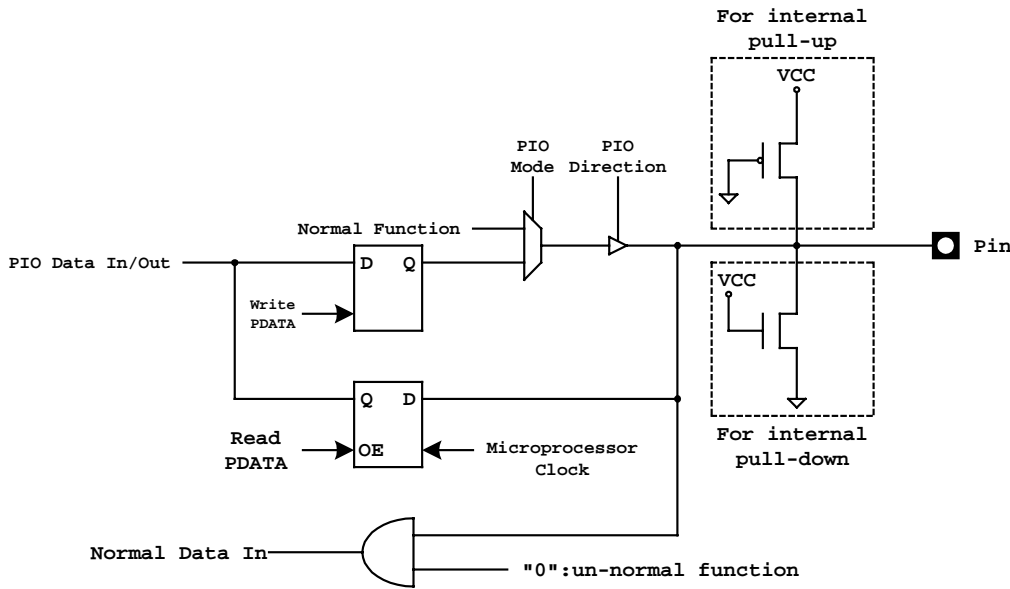 For internal
pull-up
VCC
PIO
Mode
PIO
Direction
Normal Function
PIO Data In/Out
D Q
Pin
Write
PDATA
VCC
Q D
Read
PDATA
OE
Microprocessor
Clock
For internal
pull-down
Normal Data In
"0":un-normal function